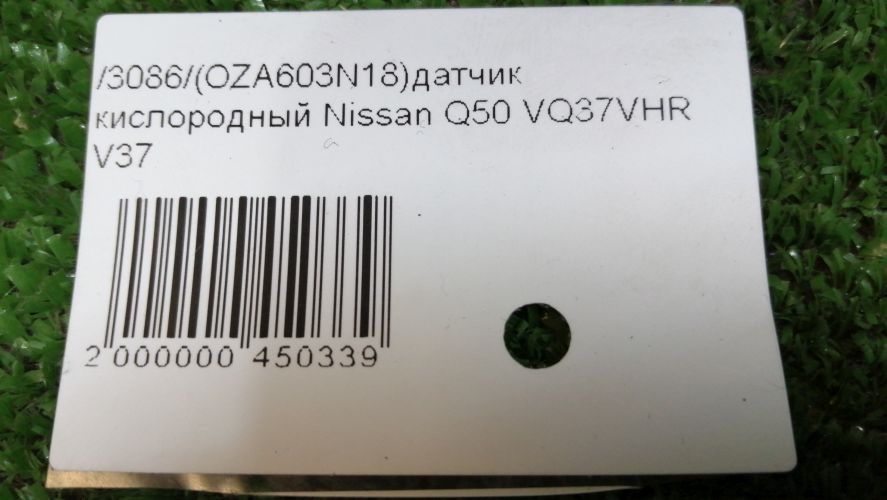 /3086/(OZA603N18)датчик
кислородный Nissan Q50 VQ37VHR
V37
2 000000 450339